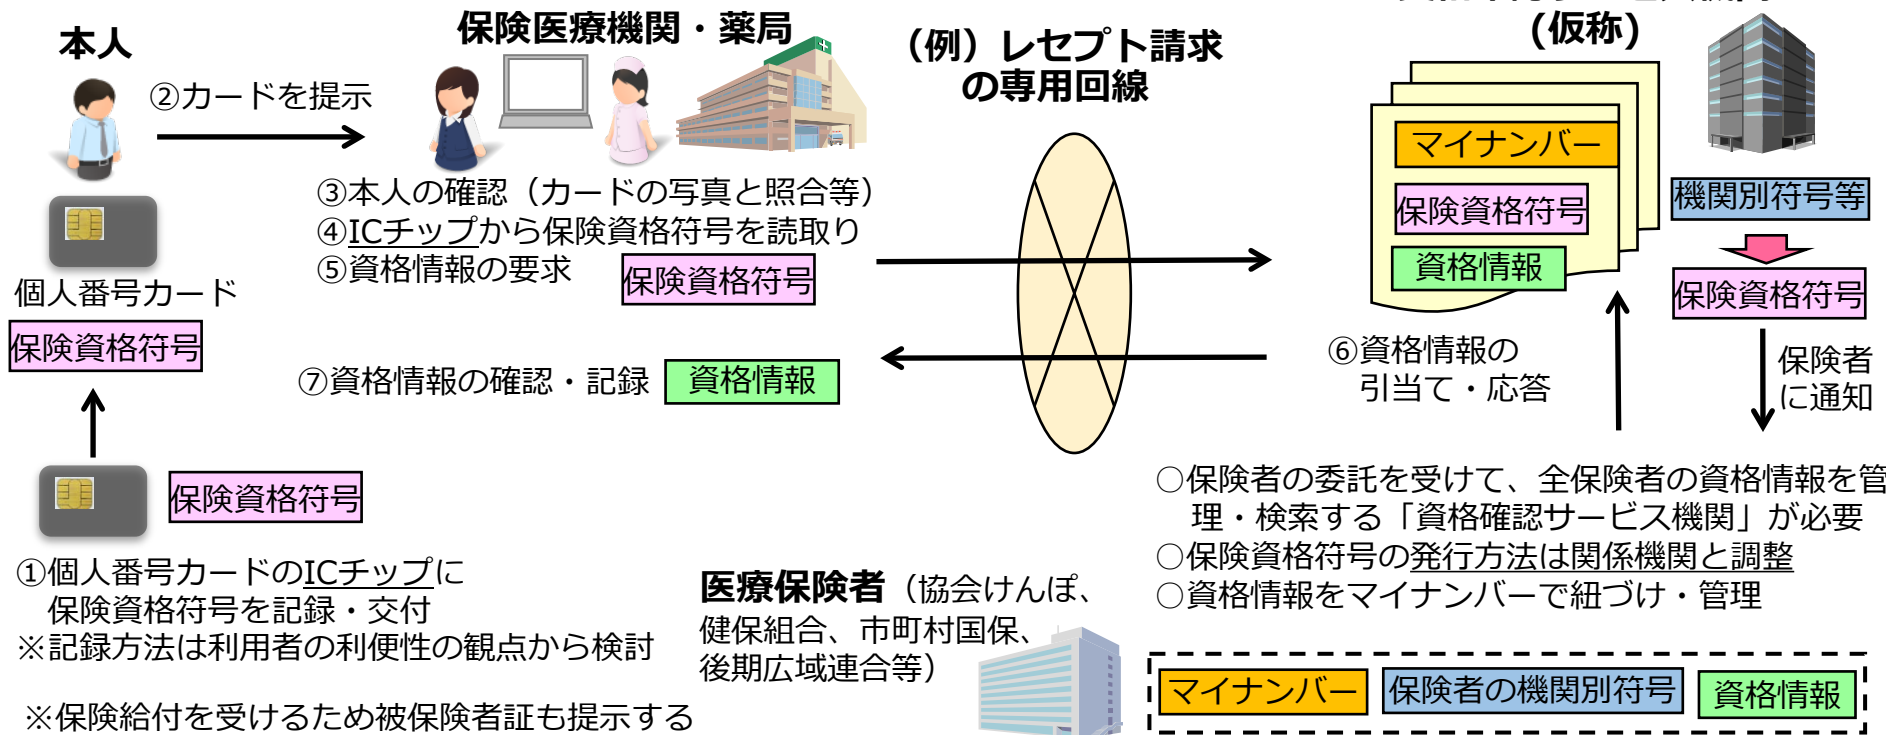 本人
②カードを提示
個人番号カード
保険資格符号
保険資格符号
①個人番号カードのICチップに
保険資格符号を記録・交付
※記録方法は利用者の利便性の観点から検討
※保険給付を受けるため被保険者証も提示する
保険医療機関・薬局
③本人の確認（カードの写真と照合等）
④ICチップから保険資格符号を読取り
⑤資格情報の要求
保険資格符号
⑦資格情報の確認・記録
資格情報
（例）レセプト請求
の専用回線
(仮称)
マイナンバー
保険資格符号
資格情報
機関別符号等
保険資格符号
⑥資格情報の
引当て・応答
保険者
に通知
○保険者の委託を受けて、全保険者の資格情報を管
理・検索する「資格確認サービス機関」が必要
○保険資格符号の発行方法は関係機関と調整
○資格情報をマイナンバーで紐づけ・管理
医療保険者（協会けんぽ、
健保組合、市町村国保、
後期広域連合等）
マイナンバー
保険者の機関別符号
資格情報